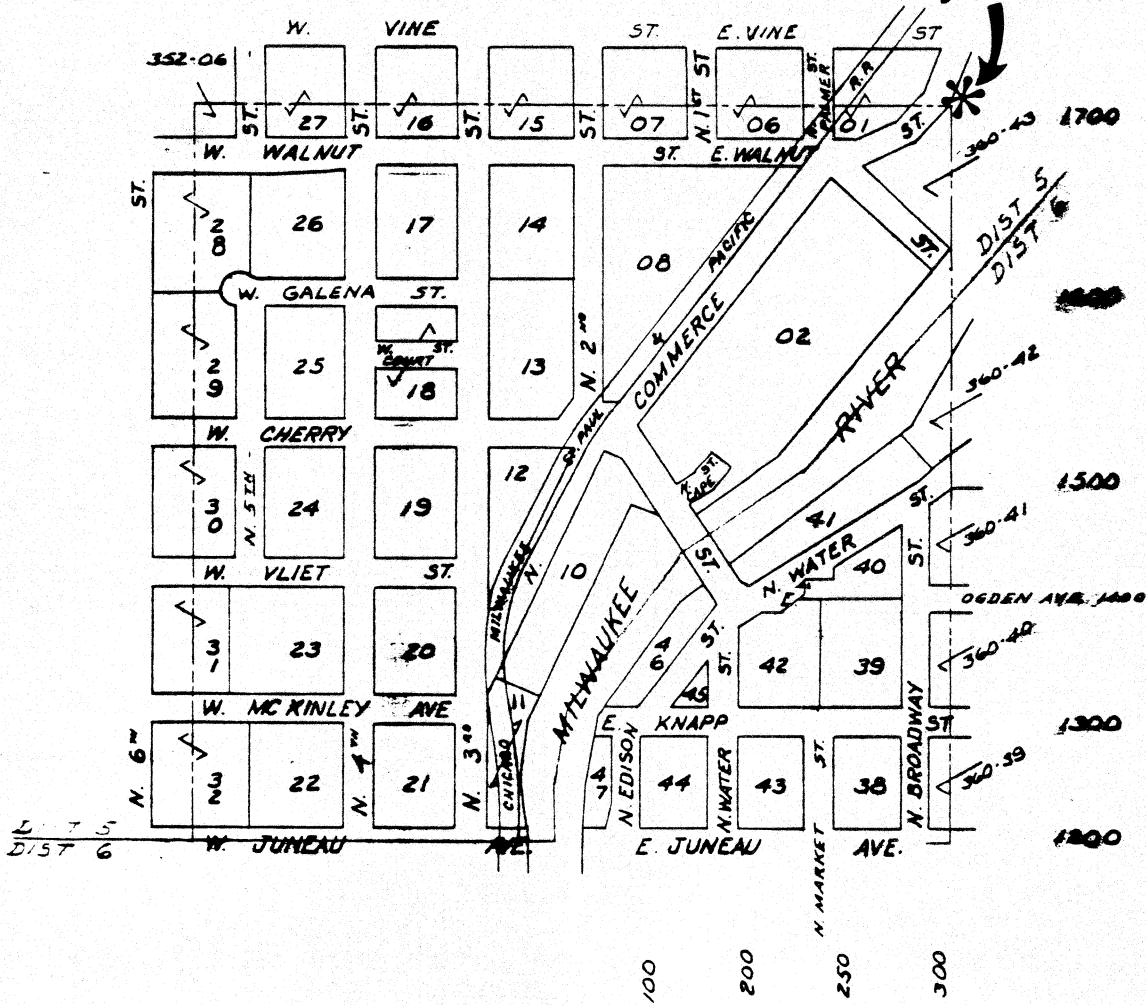 W. VINE ST. E. VINE ST
352-06
N. 1ST ST
N. PALMER ST.
R.R.
27 16 15 07 06 01
ST. ST. ST. ST. ST.
1700
360-43
W. WALNUT ST. E. WALNUT
ST.
28 26 17 14 08 PACIFIC
ST.
DIST 5
DIST 6
W. GALENA ST.
W. COURT ST.
29 25 18 13 N. 2ND & COMMERCE 02
RIVER
360-42
W. CHERRY
ST. PAUL
N. CAPE ST.
30 N. 5TH 24 19 12
1500
41 ST.
360-41
N. WATER
40 ST.
W. VLIET ST.
MILWAUKEE N. 10 ST.
E.
OGDEN AVE. 1400
31 23 20 MILWAUKEE 46 ST. ST. 42 39
360-40
45
W. MCKINLEY AVE 11 E. KNAPP ST
1300
N. 6TH 32 22 N. 4TH 21 N. 3RD CHICAGO 47 N. EDISON 44 N. WATER 43 ST. 38 N. BROADWAY
360-39
DIST 6
W. JUNEAU AVE. E. JUNEAU AVE.
1200
N. MARKET
100 200 250 300